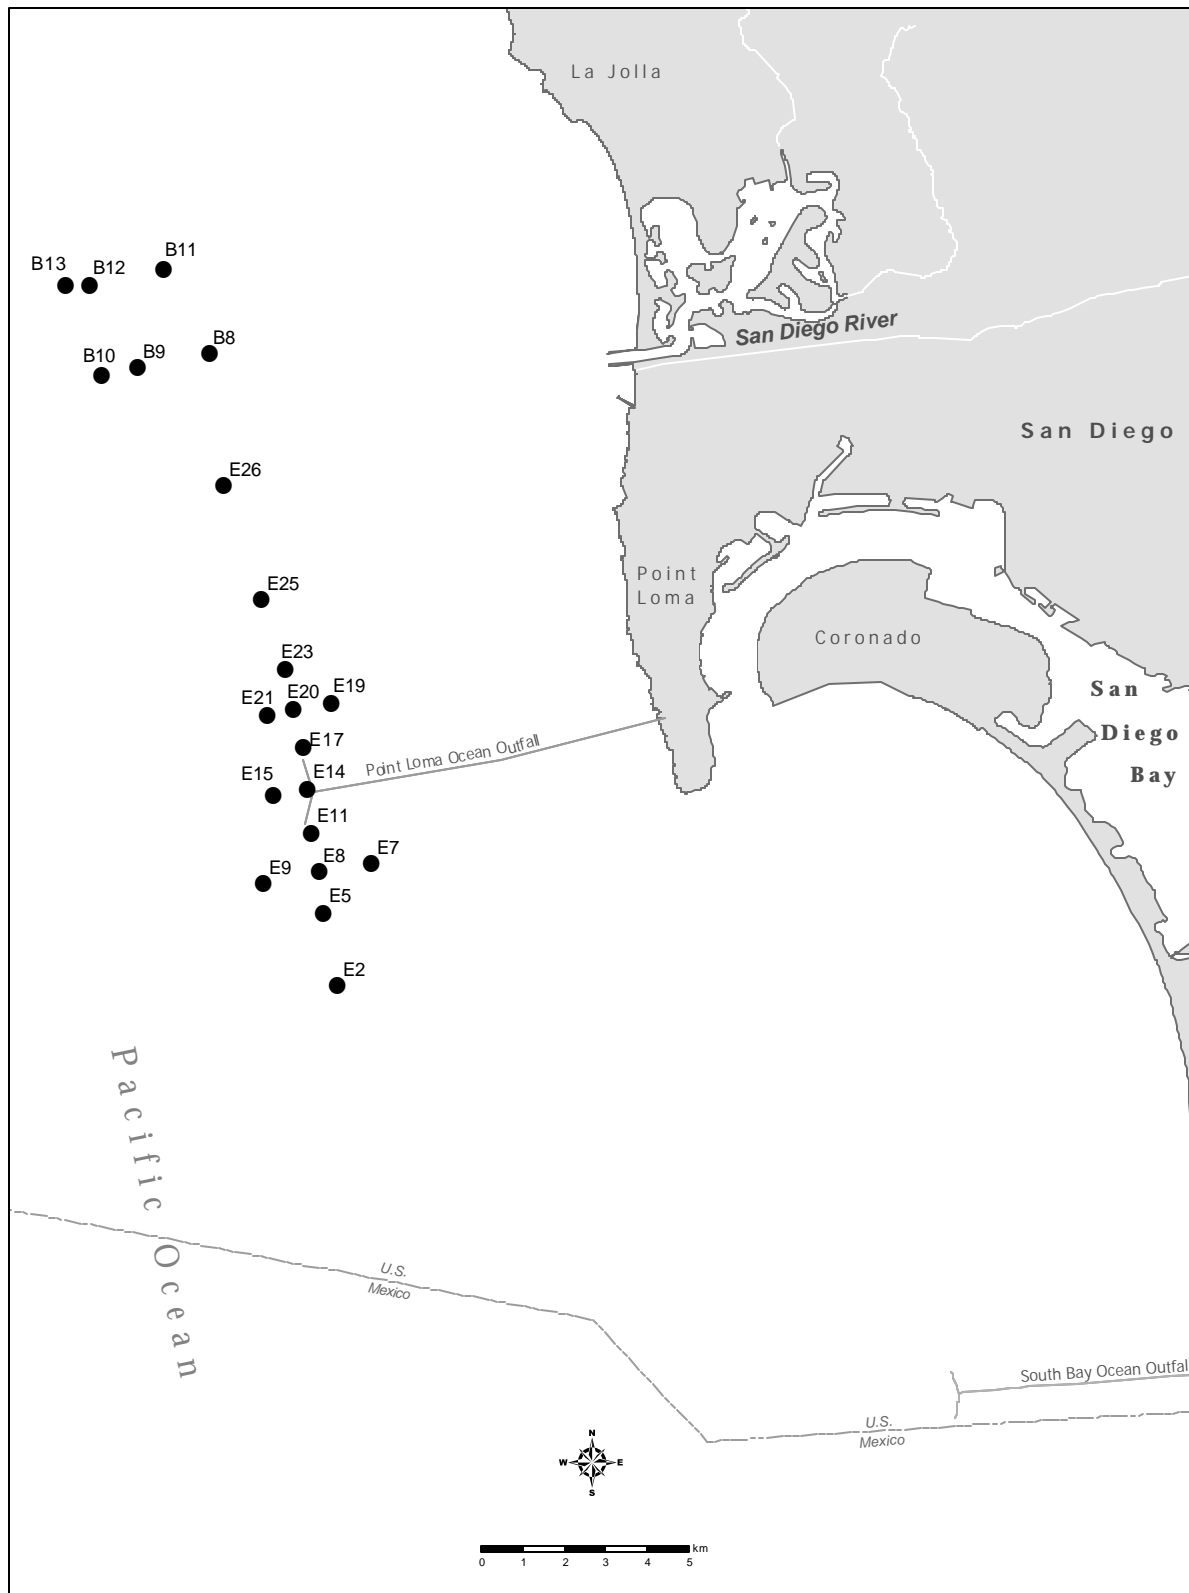 La Jolla
B11
B13
B12
San Diego River
B8
B9
B10
San Diego
E26
Point
Loma
E25
Coronado
E23
San
Diego
Bay
E19
E20
E21
E17
Point Loma Ocean Outfall
E14
E15
E11
E7
E8
E9
E5
E2
Pacific Ocean
U.S.
Mexico
South Bay Ocean Outfal
U.S.
Mexico
N
W E
S
km
0 1 2 3 4 5